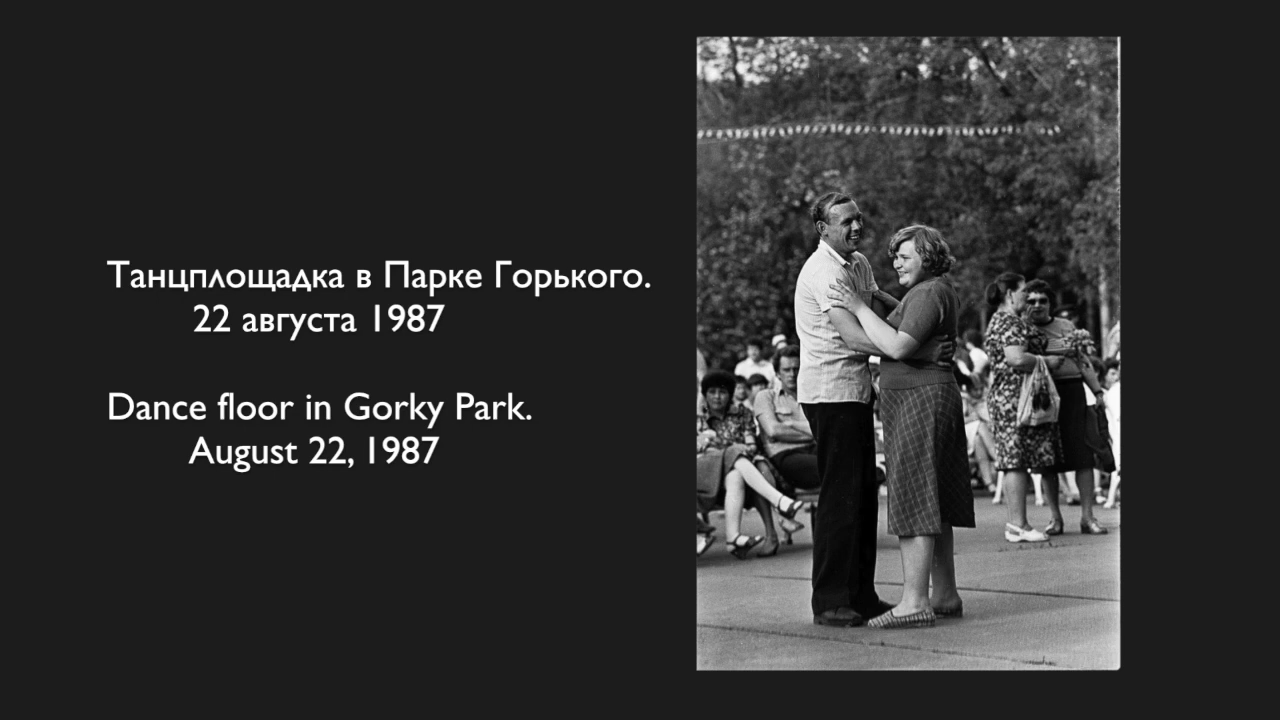 Танцплощадка в Парке Горького.
22 августа 1987
Dance floor in Gorky Park.
August 22, 1987